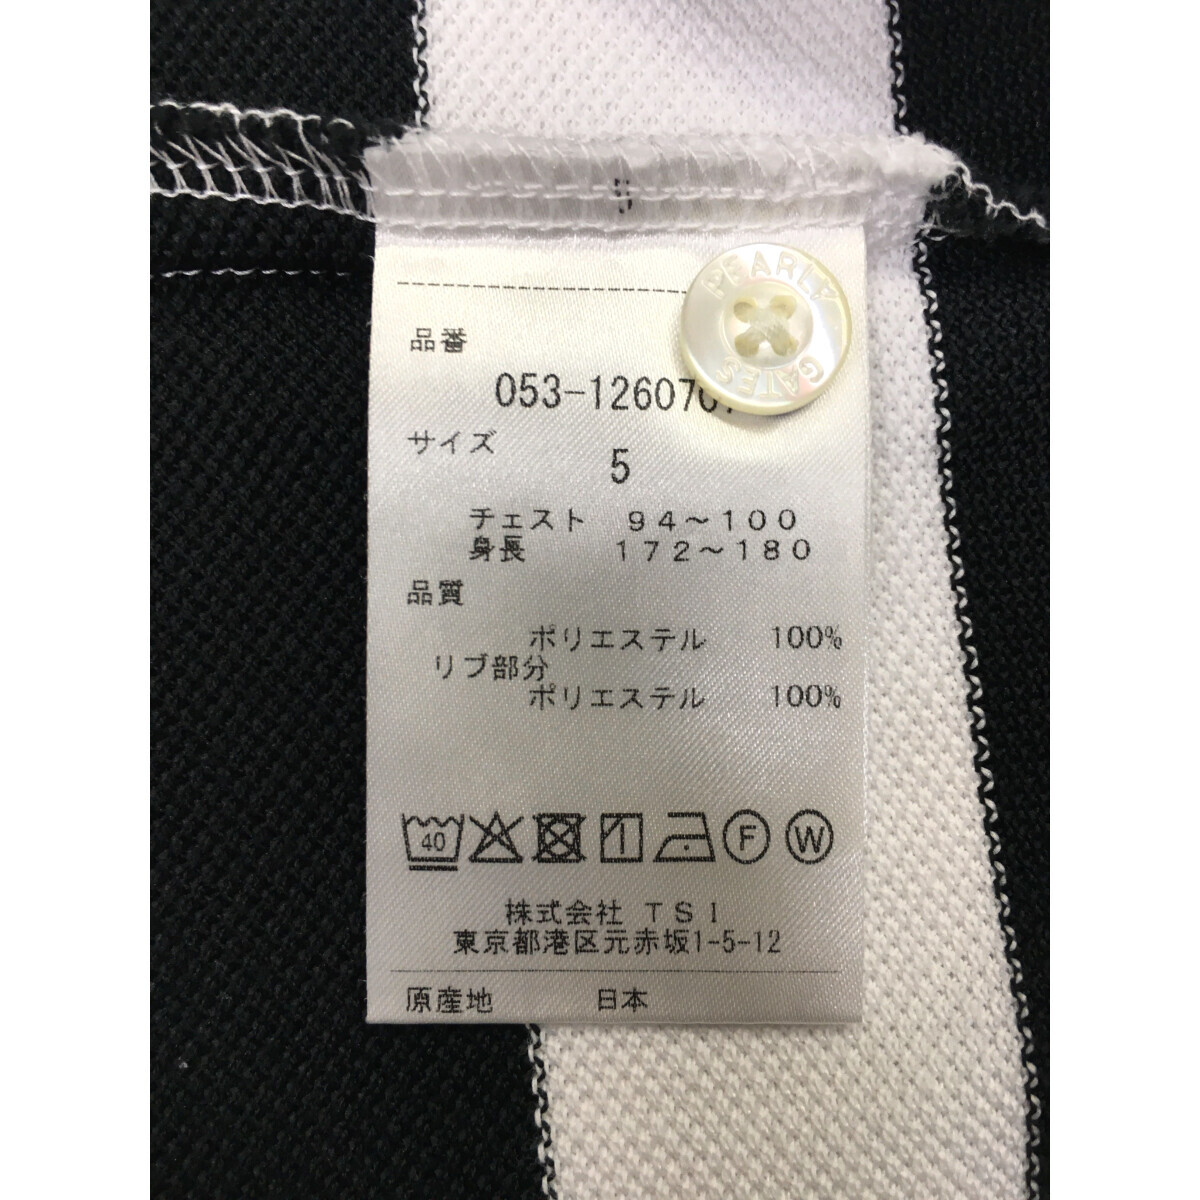 PEARLY
GATES
品番
サイズ
5
チェスト 94～100
身長 172～180
品質
ポリエステル 100%
リブ部分
ポリエステル 100%
40
F
W
株式会社 TSI
東京都港区元赤坂1-5-12
原産地 日本